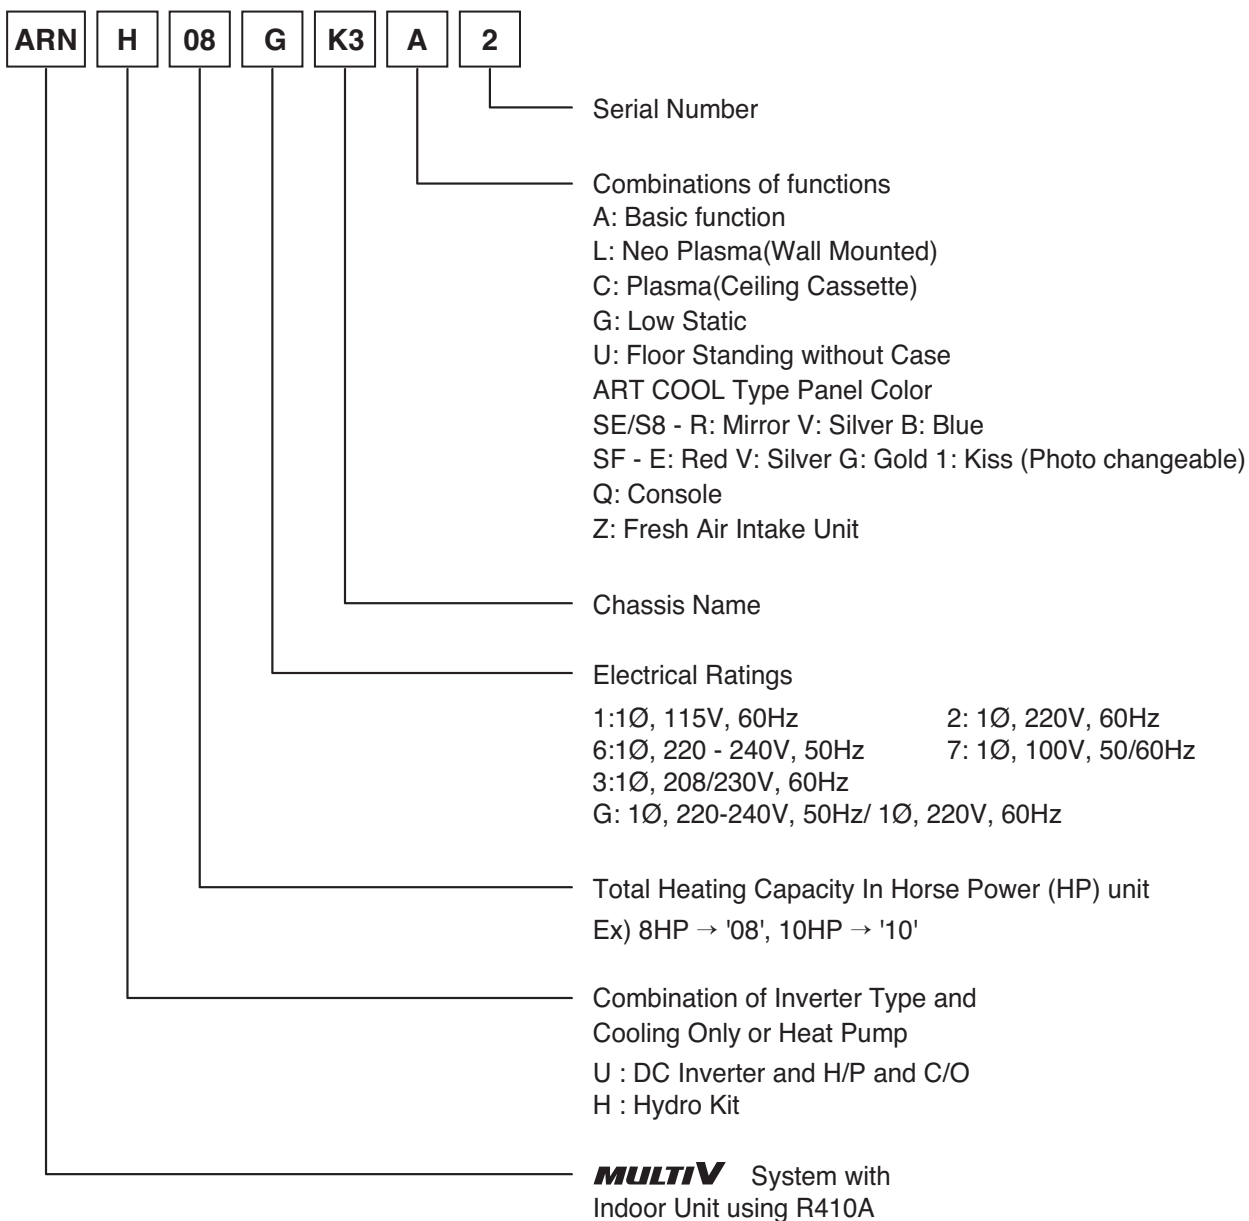 ARN H 08 G K3 A 2
Serial Number
Combinations of functions
A: Basic function
L: Neo Plasma(Wall Mounted)
C: Plasma(Ceiling Cassette)
G: Low Static
U: Floor Standing without Case
ART COOL Type Panel Color
SE/S8 - R: Mirror V: Silver B: Blue
SF - E: Red V: Silver G: Gold 1: Kiss (Photo changeable)
Q: Console
Z: Fresh Air Intake Unit
Chassis Name
Electrical Ratings
1:1Ø, 115V, 60Hz 2: 1Ø, 220V, 60Hz
6:1Ø, 220 - 240V, 50Hz 7: 1Ø, 100V, 50/60Hz
3:1Ø, 208/230V, 60Hz
G: 1Ø, 220-240V, 50Hz/ 1Ø, 220V, 60Hz
Total Heating Capacity In Horse Power (HP) unit
Ex) 8HP → '08', 10HP → '10'
Combination of Inverter Type and
Cooling Only or Heat Pump
U : DC Inverter and H/P and C/O
H : Hydro Kit
MULTI V System with
Indoor Unit using R410A